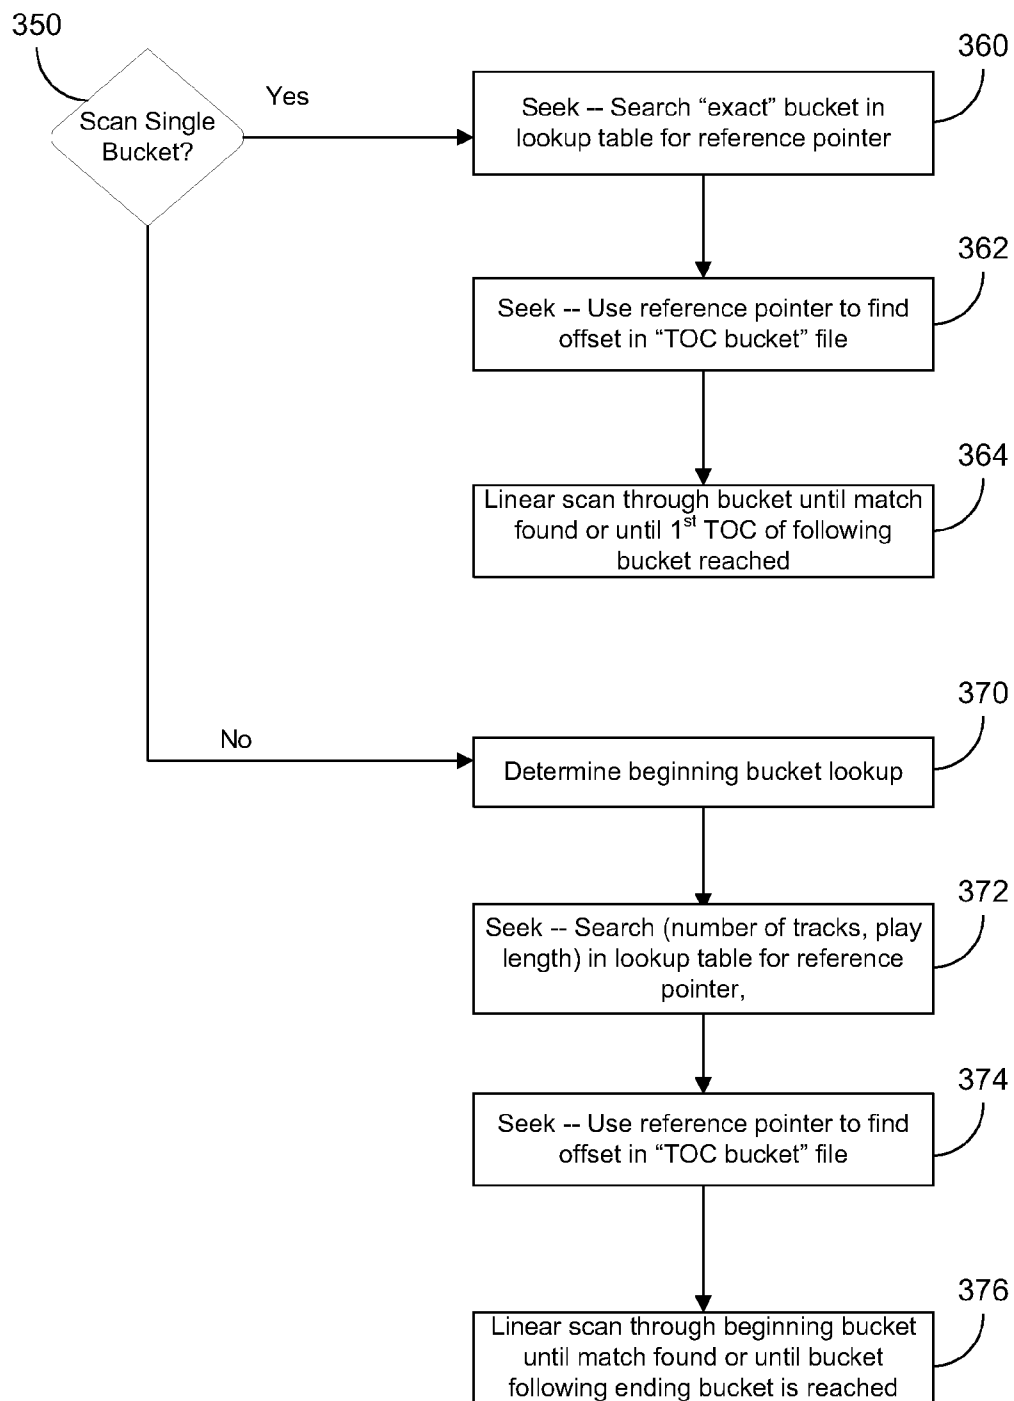 350
Scan Single
Bucket?
Yes
360
Seek -- Search “exact” bucket in
lookup table for reference pointer
362
Seek -- Use reference pointer to find
offset in “TOC bucket” file
364
Linear scan through bucket until match
found or until 1st TOC of following
bucket reached
No
370
Determine beginning bucket lookup
372
Seek -- Search (number of tracks, play
length) in lookup table for reference
pointer,
374
Seek -- Use reference pointer to find
offset in “TOC bucket” file
376
Linear scan through beginning bucket
until match found or until bucket
following ending bucket is reached